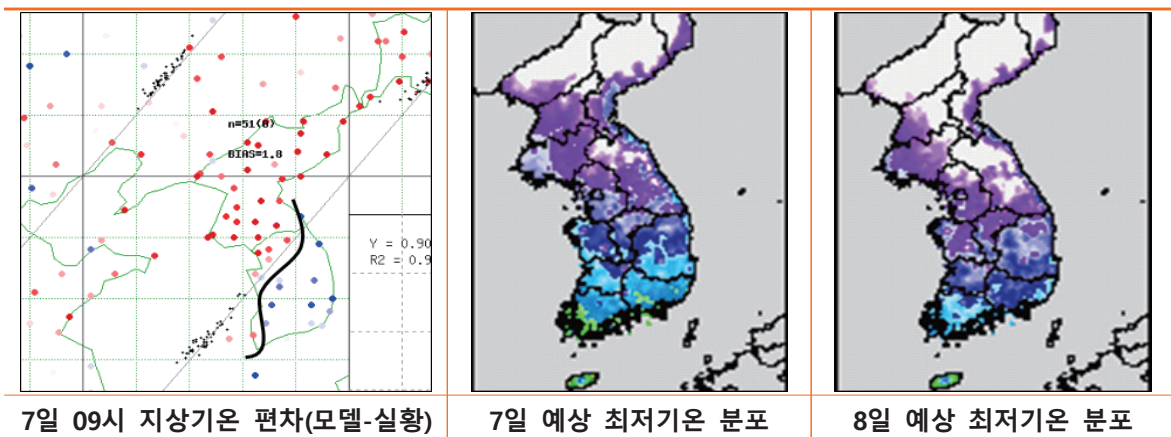 n=51(0)
BIAS=1.8
Y = 0.90
R2 = 0.9
7일 09시 지상기온 편차(모델-실황)
7일 예상 최저기온 분포
8일 예상 최저기온 분포